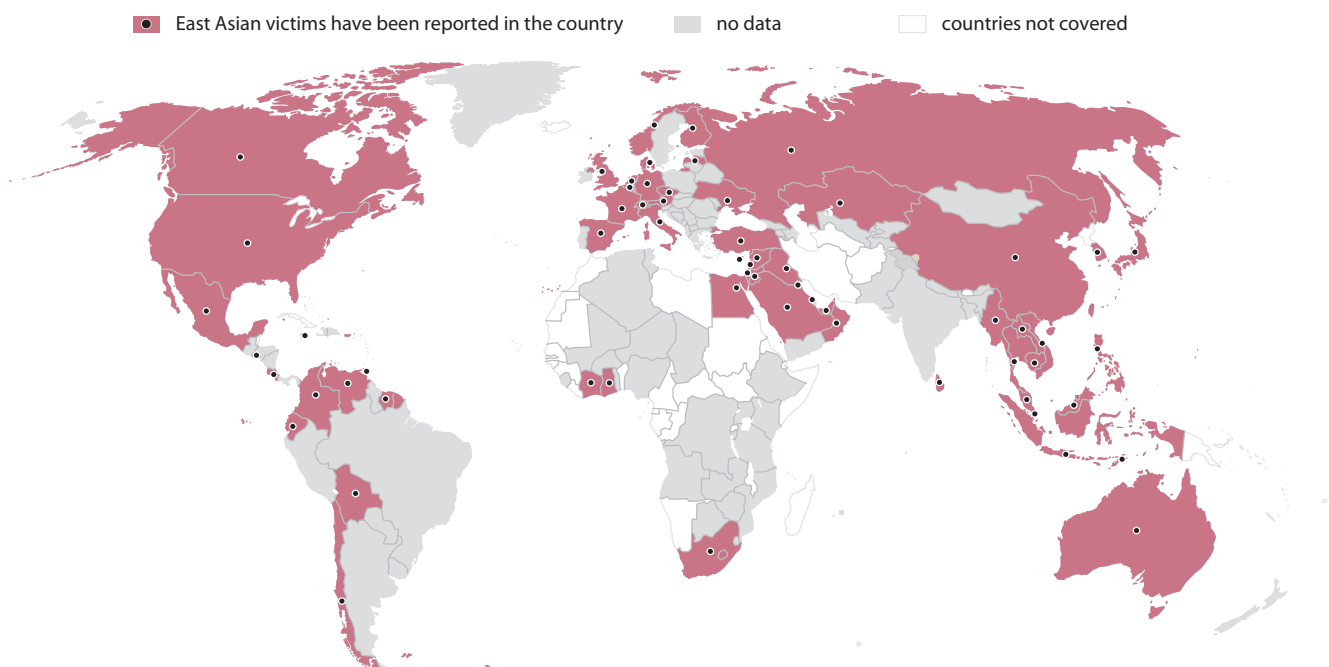 East Asian victims have been reported in the country
no data
countries not covered